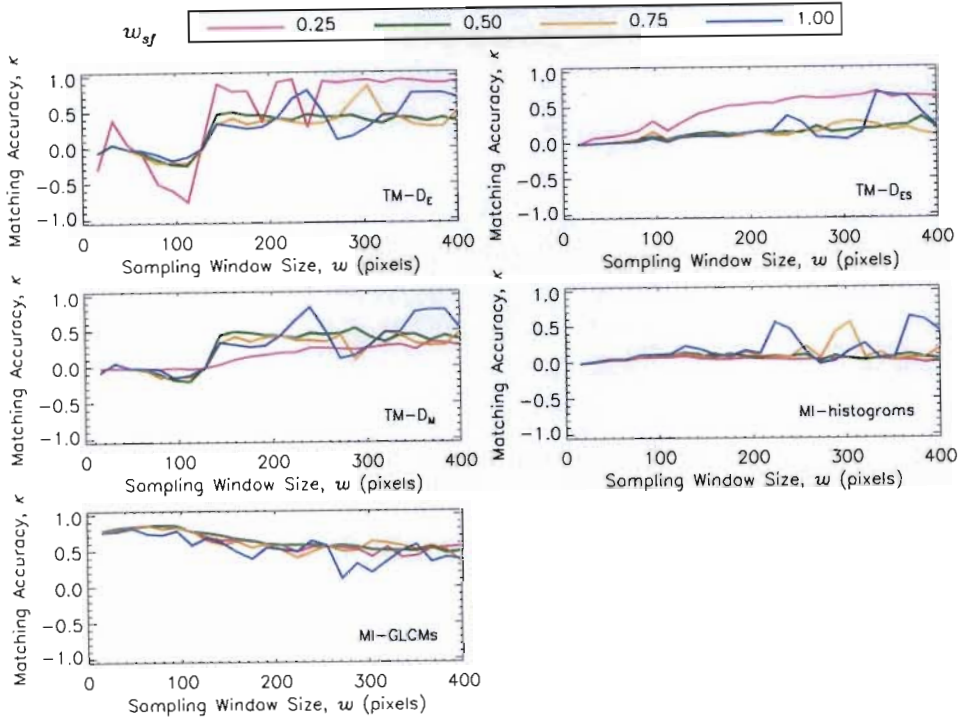 w_sf 0.25 0.50 0.75 1.00
Matching Accuracy, κ
1.0
0.5
0.0
−0.5
−1.0
TM−D_E
0 100 200 300 400
Sampling Window Size, w (pixels)
Matching Accuracy, κ
1.0
0.5
0.0
−0.5
−1.0
TM−D_ES
0 100 200 300 400
Sampling Window Size, w (pixels)
Matching Accuracy, κ
1.0
0.5
0.0
−0.5
−1.0
TM−D_M
0 100 200 300 400
Sampling Window Size, w (pixels)
Matching Accuracy, κ
1.0
0.5
0.0
−0.5
−1.0
MI−histograms
0 100 200 300 400
Sampling Window Size, w (pixels)
Matching Accuracy, κ
1.0
0.5
0.0
−0.5
−1.0
MI−GLCMs
0 100 200 300 400
Sampling Window Size, w (pixels)